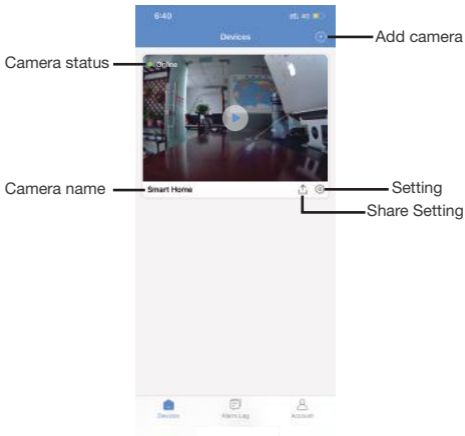 6:40
Devices
Add camera
Camera status
Online
Camera name
Smart Home
Setting
Share Setting
Devices
Alarm Log
Account